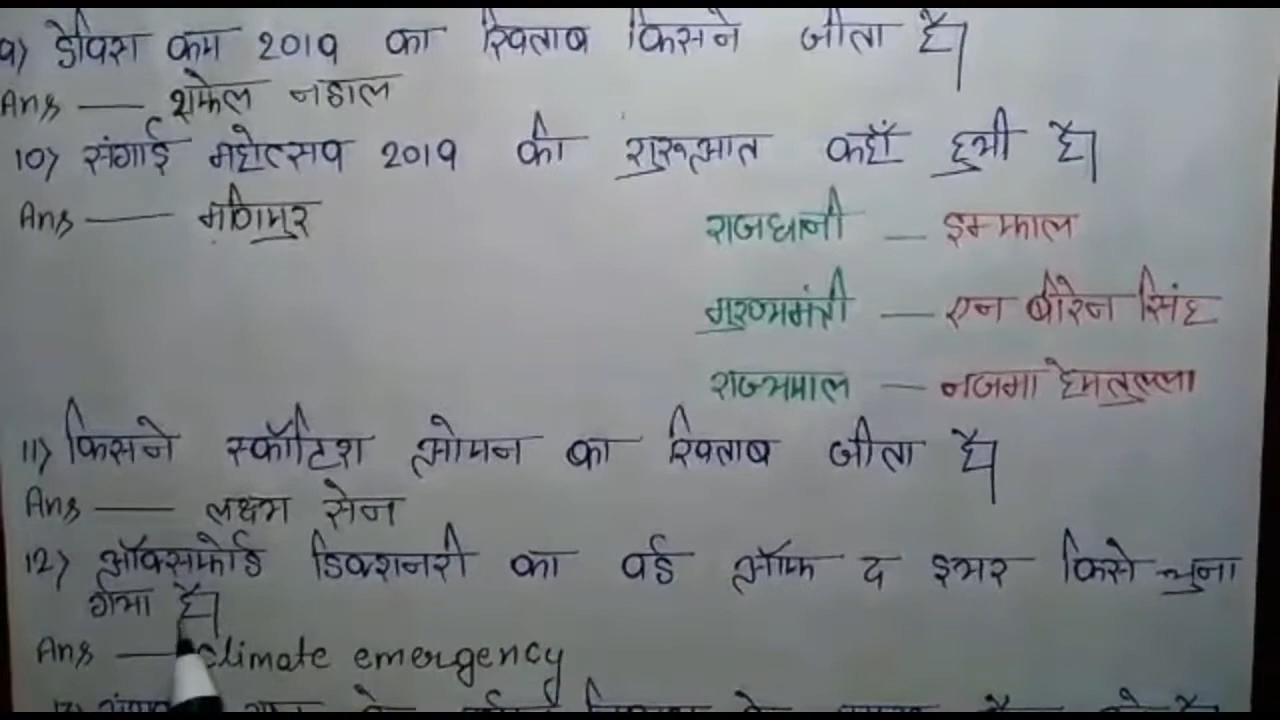 9) डेविस कप 2019 का खिताब किसने जीता है।
Ans — राफेल नडाल
10) संगाई महोत्सव 2019 की शुरुआत कहाँ हुयी है।
Ans — मणिपुर
राजधानी — इम्फाल
मुख्यमंत्री — एन बीरेन सिंह
राज्यपाल — नजमा हेपतुल्ला
11) किसने स्कॉटिश ओपन का खिताब जीता है।
Ans — लक्ष्य सेन
12) ऑक्सफोर्ड डिक्शनरी का वर्ड ऑफ द इयर किसे चुना
गया है।
Ans — climate emergency